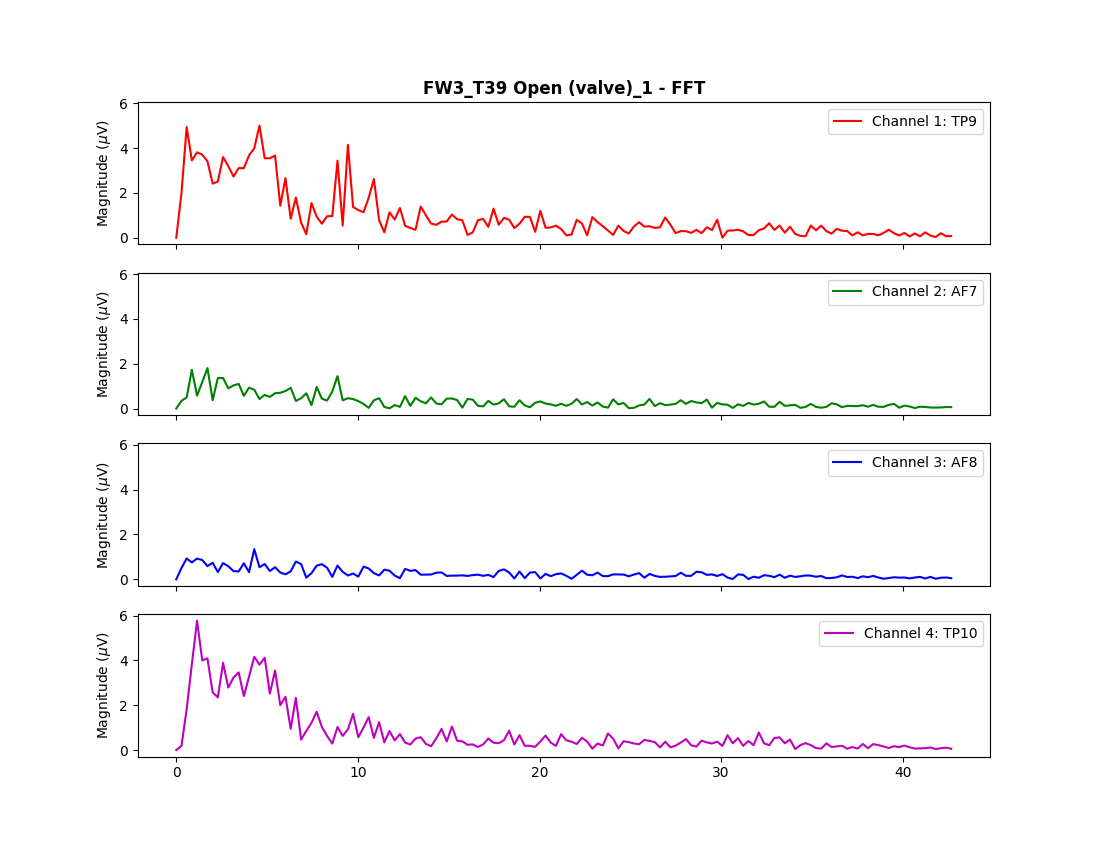 FW3_T39 Open (valve)_1 - FFT
6
4
2
0
Magnitude (μV)
Channel 1: TP9
6
4
2
0
Magnitude (μV)
Channel 2: AF7
6
4
2
0
Magnitude (μV)
Channel 3: AF8
6
4
2
0
Magnitude (μV)
Channel 4: TP10
0 10 20 30 40